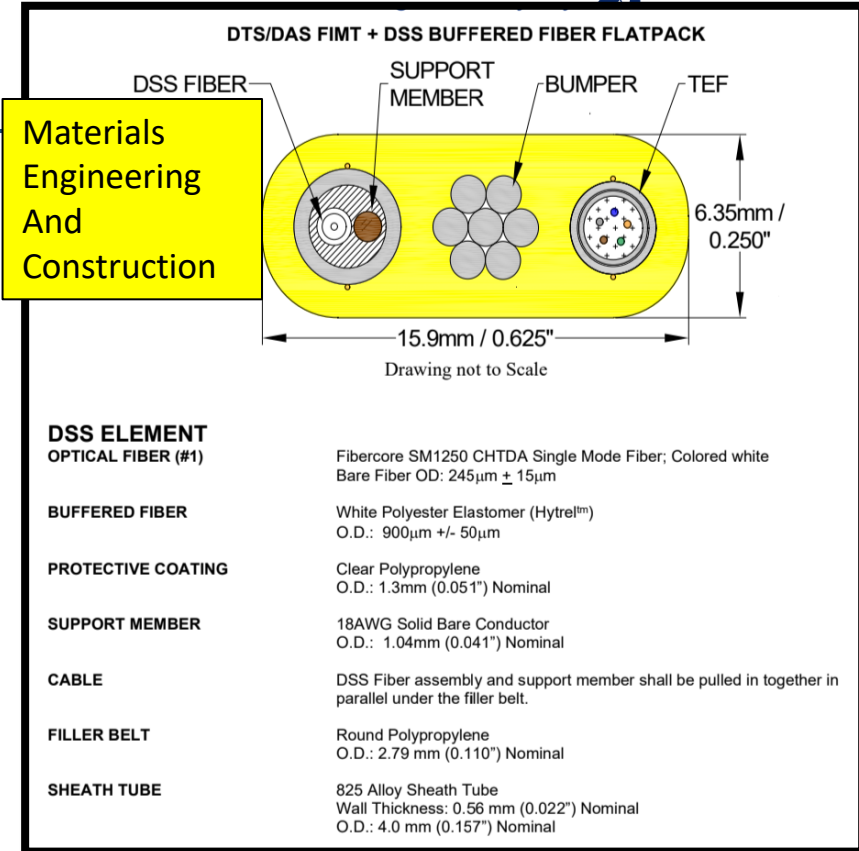 DTS/DAS FIMT + DSS BUFFERED FIBER FLATPACK
DSS FIBER
SUPPORT
MEMBER
BUMPER
TEF
Materials
Engineering
And
Construction
6.35mm /
0.250"
15.9mm / 0.625"
Drawing not to Scale
DSS ELEMENT
OPTICAL FIBER (#1) Fibercore SM1250 CHTDA Single Mode Fiber; Colored white
Bare Fiber OD: 245µm ± 15µm
BUFFERED FIBER White Polyester Elastomer (Hytrel™)
O.D.: 900µm +/- 50µm
PROTECTIVE COATING Clear Polypropylene
O.D.: 1.3mm (0.051") Nominal
SUPPORT MEMBER 18AWG Solid Bare Conductor
O.D.: 1.04mm (0.041") Nominal
CABLE DSS Fiber assembly and support member shall be pulled in together in
parallel under the filler belt.
FILLER BELT Round Polypropylene
O.D.: 2.79 mm (0.110") Nominal
SHEATH TUBE 825 Alloy Sheath Tube
Wall Thickness: 0.56 mm (0.022") Nominal
O.D.: 4.0 mm (0.157") Nominal